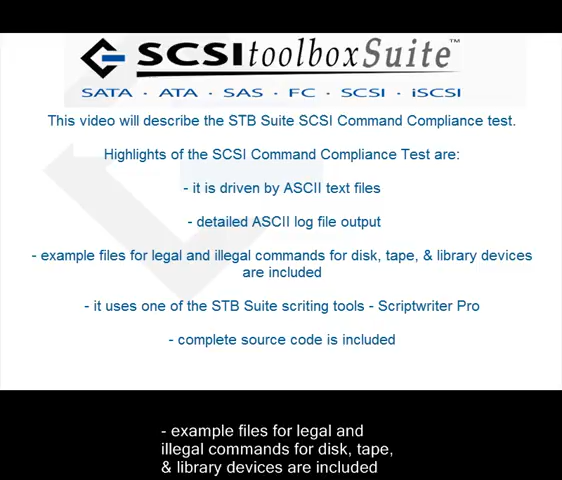 SCSItoolboxSuite™
SATA · ATA · SAS · FC · SCSI · iSCSI
This video will describe the STB Suite SCSI Command Compliance test.
Highlights of the SCSI Command Compliance Test are:
- it is driven by ASCII text files
- detailed ASCII log file output
- example files for legal and illegal commands for disk, tape, & library devices
are included
- it uses one of the STB Suite scriting tools - Scriptwriter Pro
- complete source code is included
- example files for legal and
illegal commands for disk, tape,
& library devices are included